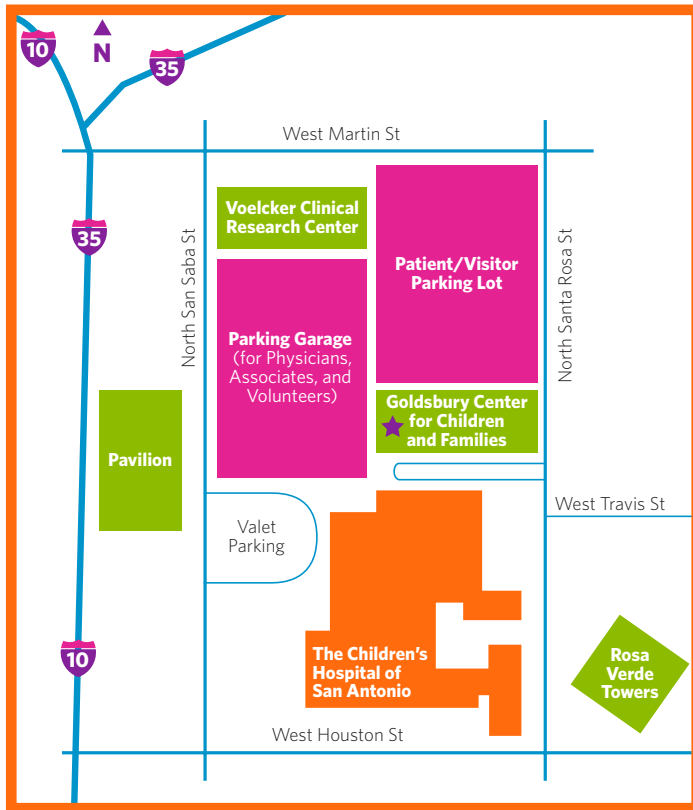 10
N
35
West Martin St
35
North San Saba St
Voelcker Clinical
Research Center
Patient/Visitor
Parking Lot
North Santa Rosa St
Parking Garage
(for Physicians,
Associates, and
Volunteers)
Goldsbury Center
for Children
and Families
Pavilion
West Travis St
Valet
Parking
10
The Children's
Hospital of
San Antonio
Rosa
Verde
Towers
West Houston St